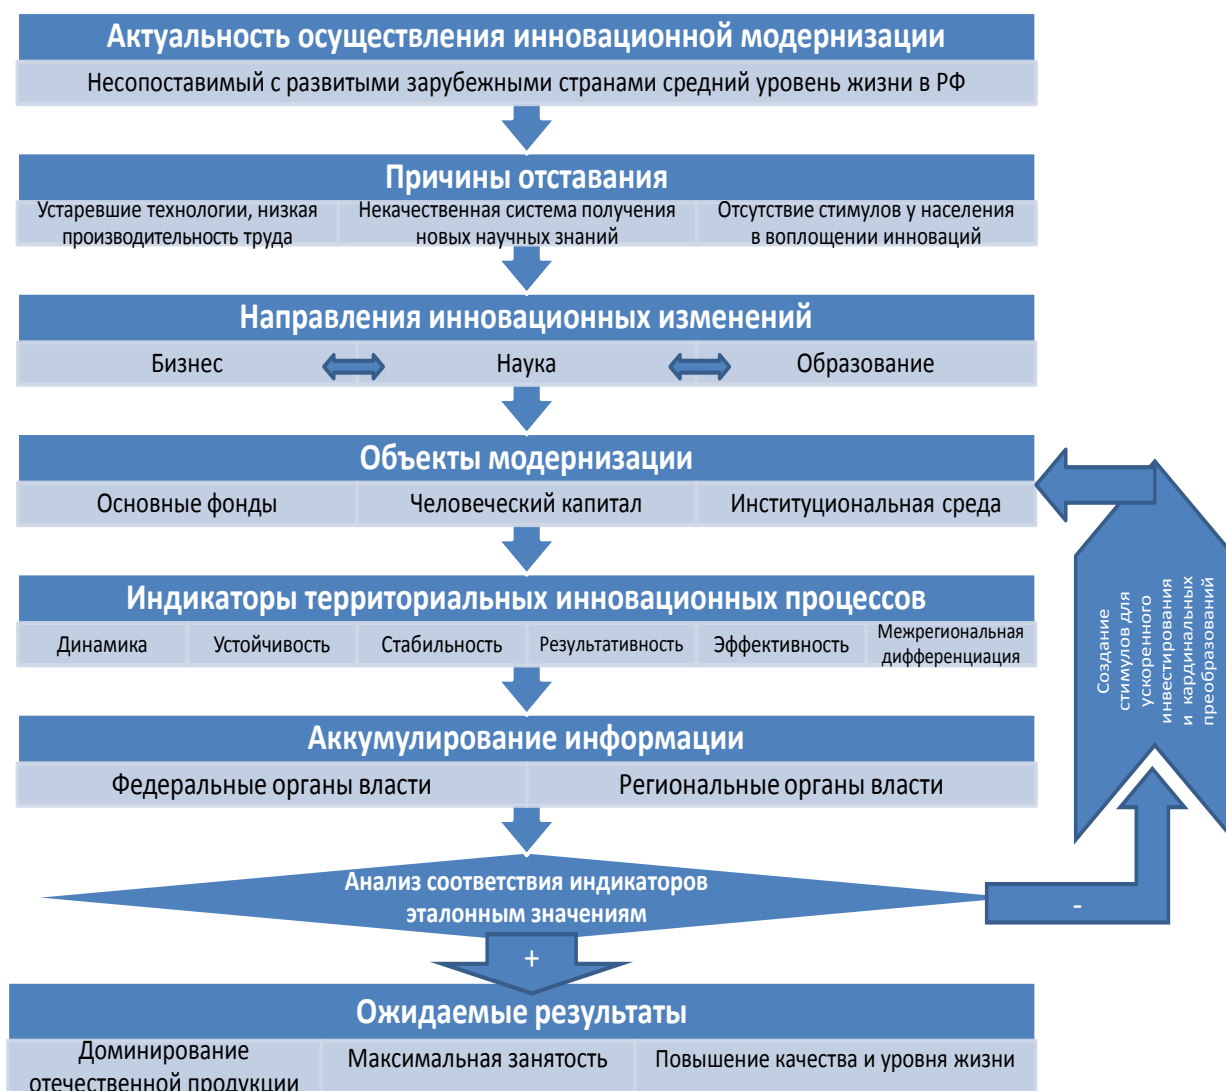 Актуальность осуществления инновационной модернизации
Несопоставимый с развитыми зарубежными странами средний уровень жизни в РФ
Причины отставания
Устаревшие технологии, низкая
производительность труда
Некачественная система получения
новых научных знаний
Отсутствие стимулов у населения
в воплощении инноваций
Направления инновационных изменений
Бизнес
Наука
Образование
Объекты модернизации
Основные фонды
Человеческий капитал
Институциональная среда
Индикаторы территориальных инновационных процессов
Динамика
Устойчивость
Стабильность
Результативность
Эффективность
Межрегиональная
дифференциация
Создание
стимулов для
ускоренного
инвестирования
и кардинальных
преобразований
Аккумулирование информации
Федеральные органы власти
Региональные органы власти
Анализ соответствия индикаторов
эталонным значениям
-
+
Ожидаемые результаты
Доминирование
отечественной продукции
Максимальная занятость
Повышение качества и уровня жизни